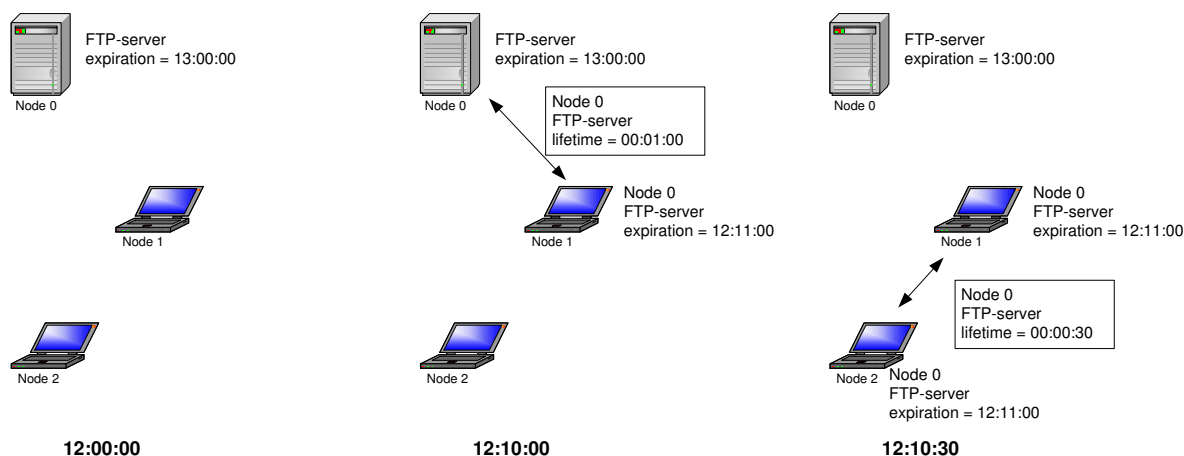 FTP-server
expiration = 13:00:00
Node 0
Node 1
Node 2
12:00:00
FTP-server
expiration = 13:00:00
Node 0
Node 0
FTP-server
lifetime = 00:01:00
Node 0
FTP-server
expiration = 12:11:00
Node 1
Node 2
12:10:00
FTP-server
expiration = 13:00:00
Node 0
Node 0
FTP-server
expiration = 12:11:00
Node 1
Node 0
FTP-server
lifetime = 00:00:30
Node 2
Node 0
FTP-server
expiration = 12:11:00
12:10:30